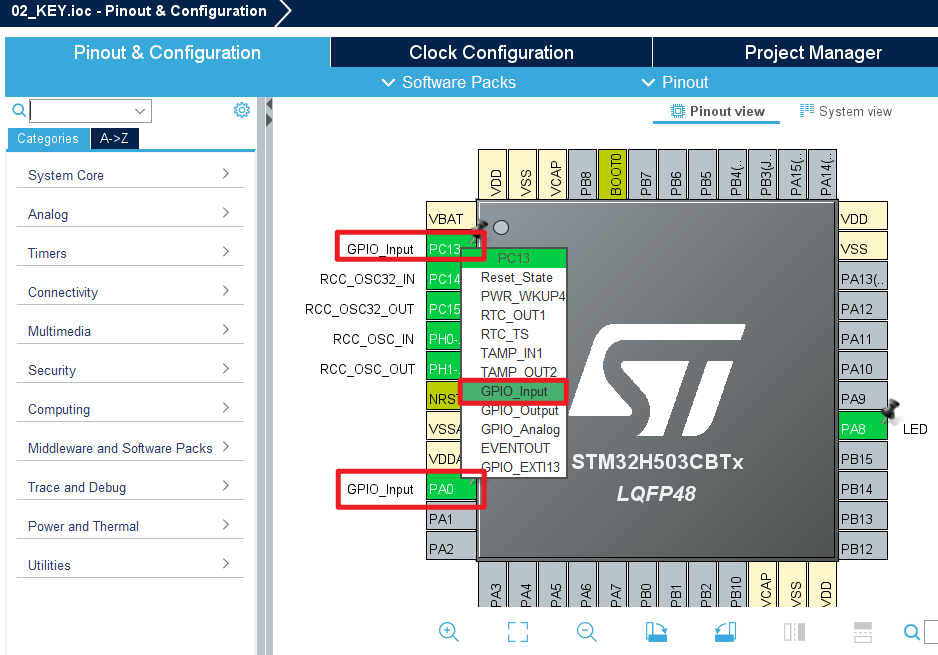 02_KEY.ioc - Pinout & Configuration
Pinout & Configuration
Clock Configuration
Project Manager
Software Packs
Pinout
Pinout view
System view
Categories
A->Z
System Core
Analog
Timers
Connectivity
Multimedia
Security
Computing
Middleware and Software Packs
Trace and Debug
Power and Thermal
Utilities
VDD
VSS
VCAP
PB8
BOOT0
PB7
PB6
PB5
PB4(..
PB3(J..
PA15(..
PA14(..
VBAT
GPIO_Input
PC13
RCC_OSC32_IN
PC14
RCC_OSC32_OUT
PC15
RCC_OSC_IN
PH0-.
RCC_OSC_OUT
PH1-.
NRST
VSSA
VDDA
GPIO_Input
PA0
PA1
PA2
PC13
Reset_State
PWR_WKUP4
RTC_OUT1
RTC_TS
TAMP_IN1
TAMP_OUT2
GPIO_Input
GPIO_Output
GPIO_Analog
EVENTOUT
GPIO_EXTI13
ST
STM32H503CBTx
LQFP48
VDD
VSS
PA13(..
PA12
PA11
PA10
PA9
PA8
LED
PB15
PB14
PB13
PB12
PA3
PA4
PA5
PA6
PA7
PB0
PB1
PB2
PB10
VCAP
VSS
VDD